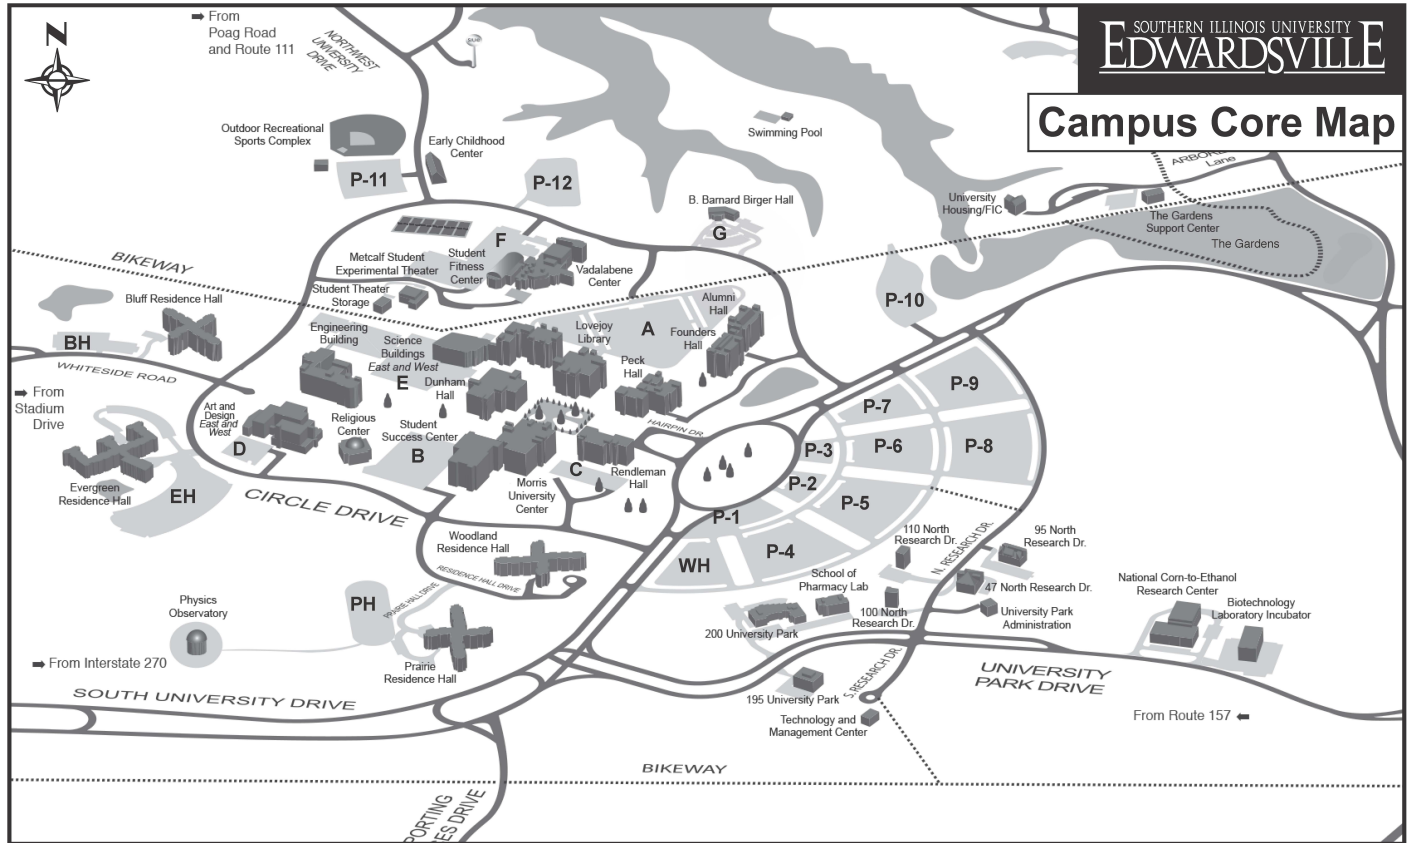 SOUTHERN ILLINOIS UNIVERSITY
EDWARDSVILLE
Campus Core Map
N
From
Poag Road
and Route 111
NORTHWEST
UNIVERSITY
DRIVE
Outdoor Recreational
Sports Complex
Early Childhood
Center
P-11
P-12
Swimming Pool
B. Barnard Birger Hall
G
University
Housing/FIC
Lane
The Gardens
Support Center
The Gardens
BIKEWAY
Metcalf Student
Experimental Theater
F
Student
Fitness
Center
Vadalabene
Center
Student Theater
Storage
P-10
Bluff Residence Hall
BH
WHITESIDE ROAD
Engineering
Building
Science
Buildings
East and West
E
Lovejoy
Library
A
Alumni
Hall
Founders
Hall
Peck
Hall
Dunham
Hall
From
Stadium
Drive
Art and
Design
East and
West
D
Religious
Center
Student
Success Center
B
HAIRPIN DR.
C
Rendleman
Hall
Morris
University
Center
Evergreen
Residence Hall
EH
CIRCLE DRIVE
P-9
P-7
P-6
P-8
P-3
P-2
P-5
P-1
P-4
WH
Woodland
Residence Hall
RESIDENCE HALL DRIVE
PRAIRIE HALL DRIVE
PH
Physics
Observatory
Prairie
Residence Hall
From Interstate 270
SOUTH UNIVERSITY DRIVE
110 North
Research Dr.
N. RESEARCH DR.
95 North
Research Dr.
School of
Pharmacy Lab
47 North Research Dr.
100 North
Research Dr.
University Park
Administration
200 University Park
National Corn-to-Ethanol
Research Center
Biotechnology
Laboratory Incubator
195 University Park
S. RESEARCH DR.
Technology and
Management Center
UNIVERSITY
PARK DRIVE
From Route 157
BIKEWAY
DRIVE